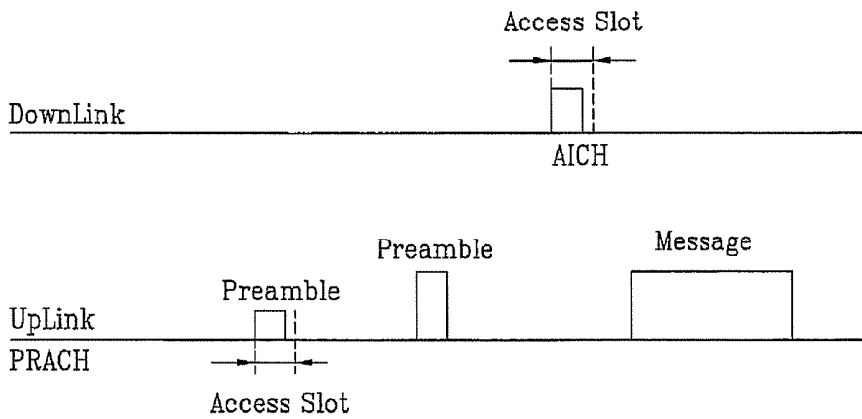 Access Slot
DownLink
AICH
Preamble
Message
Preamble
UpLink
PRACH
Access Slot